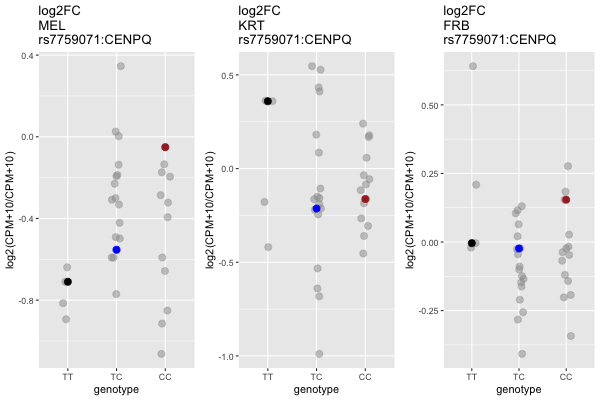 log2FC
MEL
rs7759071:CENPQ
log2(CPM+10/CPM+10)
0.4
0.0
-0.4
-0.8
TT
TC
CC
genotype
log2FC
KRT
rs7759071:CENPQ
log2(CPM+10/CPM+10)
0.5
0.0
-0.5
-1.0
TT
TC
CC
genotype
log2FC
FRB
rs7759071:CENPQ
log2(CPM+10/CPM+10)
0.50
0.25
0.00
-0.25
TT
TC
CC
genotype